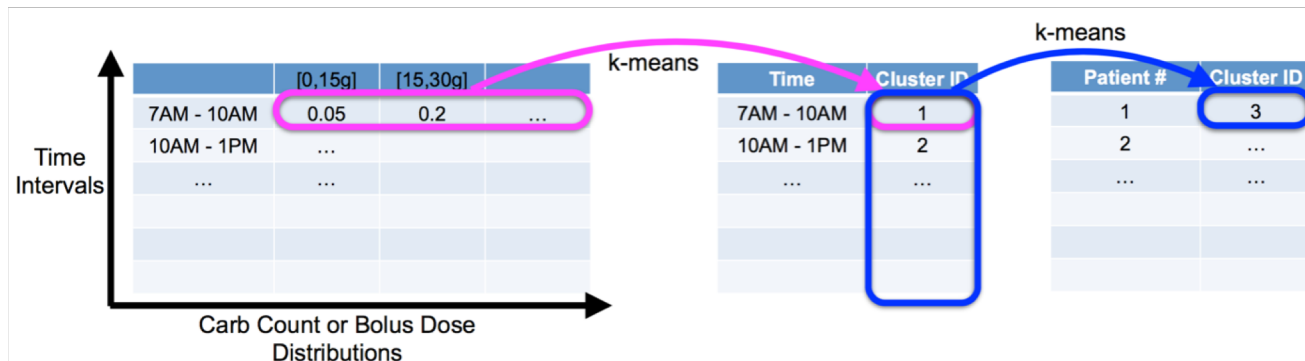 k-means
k-means
Time
Intervals
[0,15g] [15,30g]
7AM - 10AM 0.05 0.2 ...
10AM - 1PM ...
... ...
Carb Count or Bolus Dose
Distributions
Time Cluster ID
7AM - 10AM 1
10AM - 1PM 2
... ...
Patient # Cluster ID
1 3
2 ...
... ...